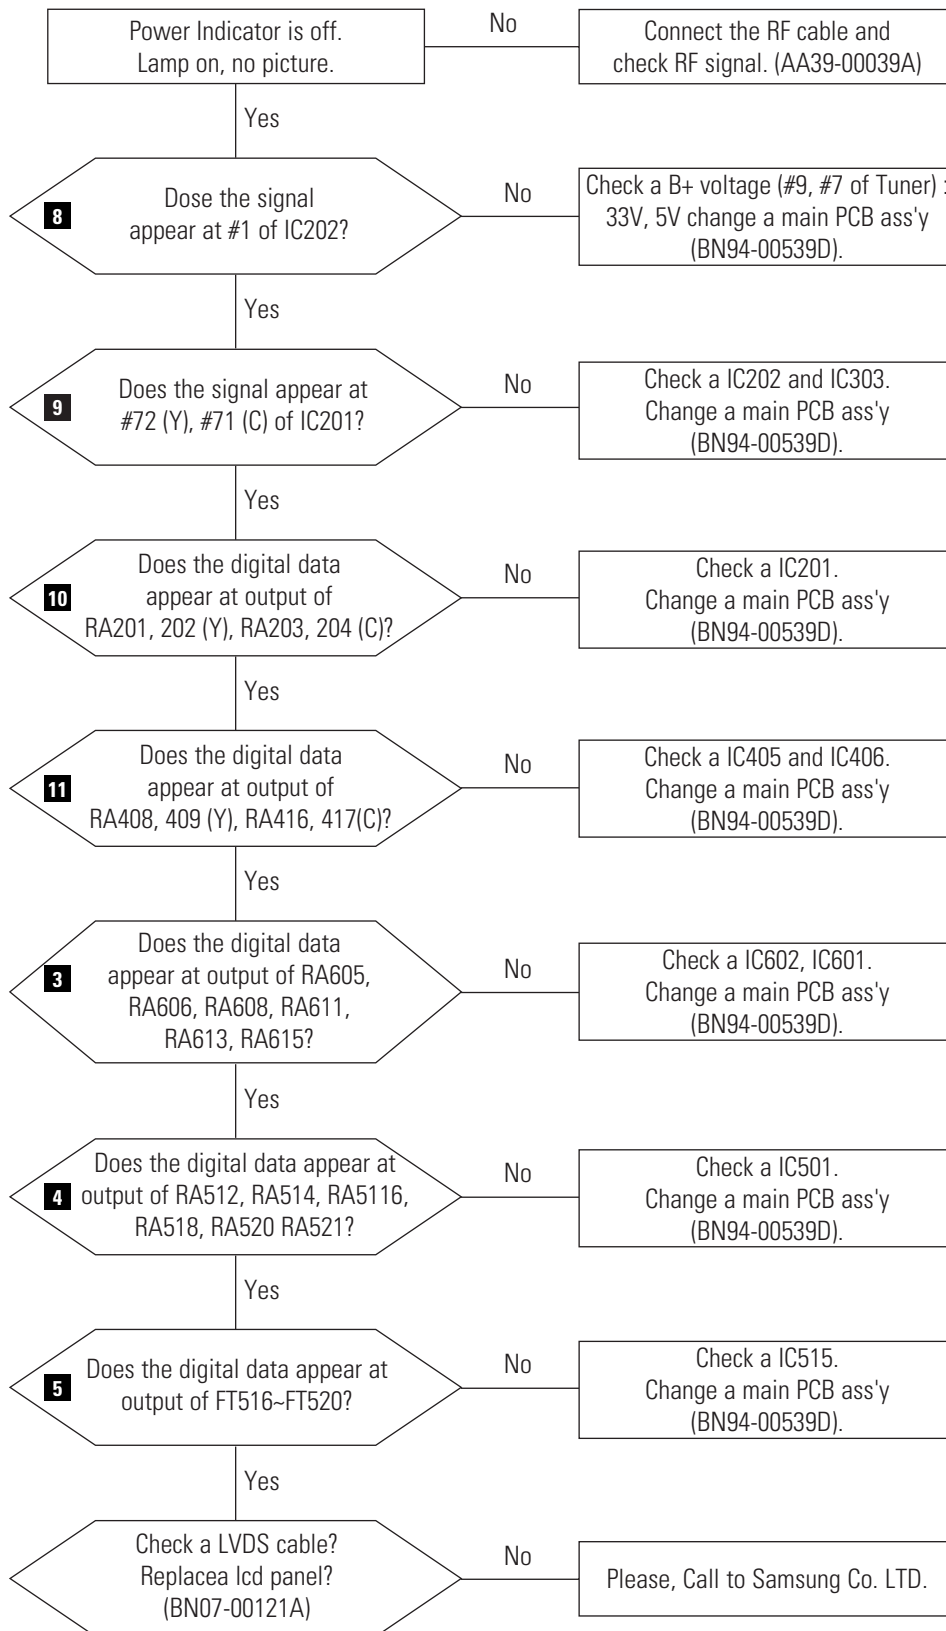 Power Indicator is off.
Lamp on, no picture.
No
Connect the RF cable and
check RF signal. (AA39-00039A)
Yes
8
Dose the signal
appear at #1 of IC202?
No
Check a B+ voltage (#9, #7 of Tuner) :
33V, 5V change a main PCB ass'y
(BN94-00539D).
Yes
9
Does the signal appear at
#72 (Y), #71 (C) of IC201?
No
Check a IC202 and IC303.
Change a main PCB ass'y
(BN94-00539D).
Yes
10
Does the digital data
appear at output of
RA201, 202 (Y), RA203, 204 (C)?
No
Check a IC201.
Change a main PCB ass'y
(BN94-00539D).
Yes
11
Does the digital data
appear at output of
RA408, 409 (Y), RA416, 417(C)?
No
Check a IC405 and IC406.
Change a main PCB ass'y
(BN94-00539D).
Yes
3
Does the digital data
appear at output of RA605,
RA606, RA608, RA611,
RA613, RA615?
No
Check a IC602, IC601.
Change a main PCB ass'y
(BN94-00539D).
Yes
4
Does the digital data appear at
output of RA512, RA514, RA5116,
RA518, RA520 RA521?
No
Check a IC501.
Change a main PCB ass'y
(BN94-00539D).
Yes
5
Does the digital data appear at
output of FT516~FT520?
No
Check a IC515.
Change a main PCB ass'y
(BN94-00539D).
Yes
Check a LVDS cable?
Replacea lcd panel?
(BN07-00121A)
No
Please, Call to Samsung Co. LTD.